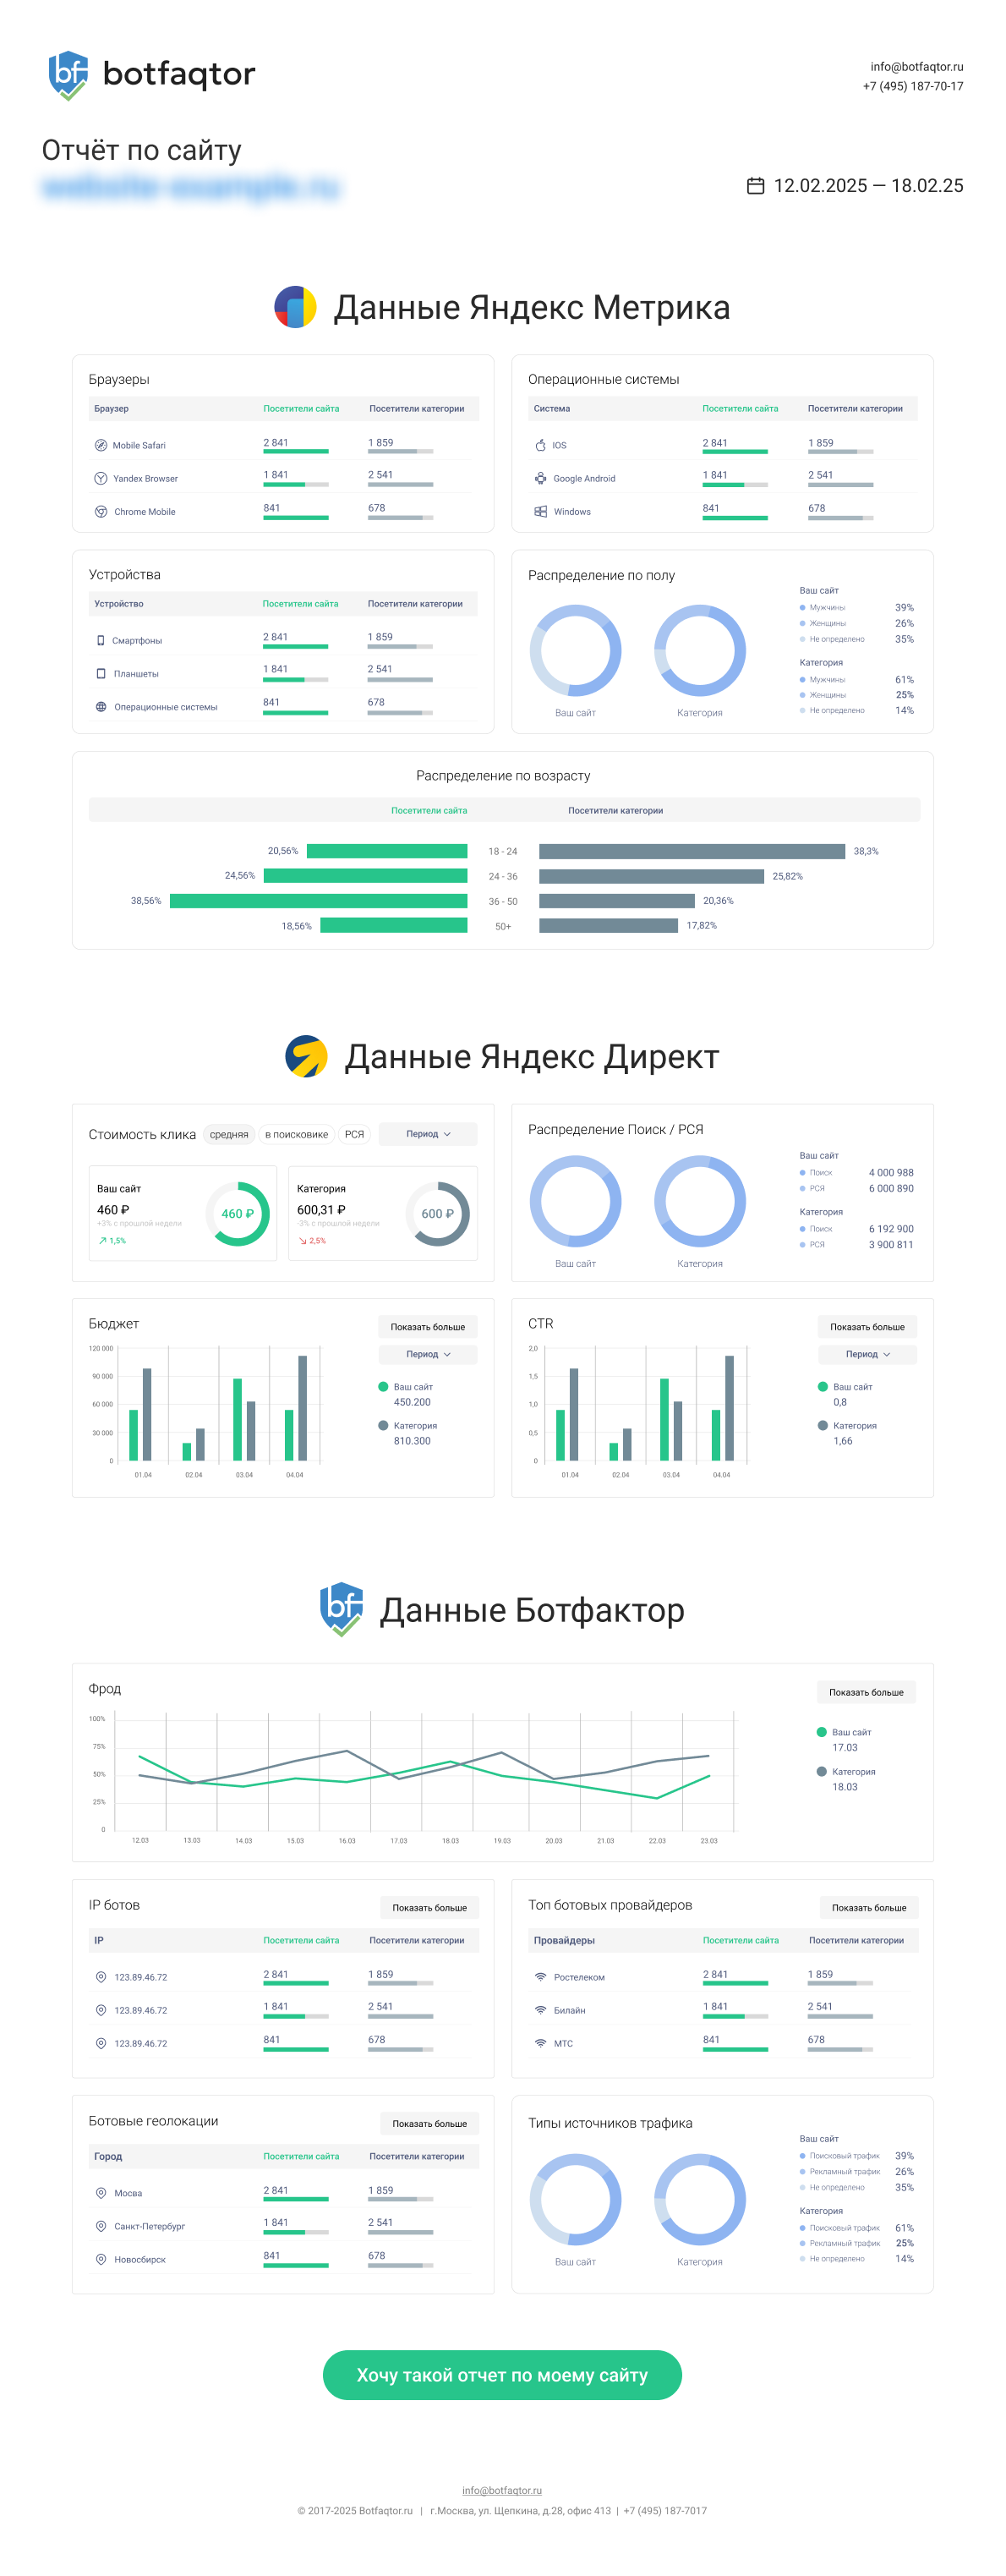 bf botfaqtor
info@botfaqtor.ru
+7 (495) 187-70-17
Отчёт по сайту
website-example.ru
12.02.2025 — 18.02.25
Данные Яндекс Метрика
Браузеры
Браузер Посетители сайта Посетители категории
Mobile Safari 2 841 1 859
Yandex Browser 1 841 2 541
Chrome Mobile 841 678
Операционные системы
Система Посетители сайта Посетители категории
IOS 2 841 1 859
Google Android 1 841 2 541
Windows 841 678
Устройства
Устройство Посетители сайта Посетители категории
Смартфоны 2 841 1 859
Планшеты 1 841 2 541
Операционные системы 841 678
Распределение по полу
Ваш сайт
Категория
Ваш сайт
Мужчины 39%
Женщины 26%
Не определено 35%
Категория
Мужчины 61%
Женщины 25%
Не определено 14%
Распределение по возрасту
Посетители сайта Посетители категории
20,56% 18 - 24 38,3%
24,56% 24 - 36 25,82%
38,56% 36 - 50 20,36%
18,56% 50+ 17,82%
Данные Яндекс Директ
Стоимость клика средняя в поисковике РСЯ Период
Ваш сайт
460 ₽
+3% с прошлой недели
1,5%
460 ₽
Категория
600,31 ₽
-3% с прошлой недели
2,5%
600 ₽
Распределение Поиск / РСЯ
Ваш сайт
Категория
Ваш сайт
Поиск 4 000 988
РСЯ 6 000 890
Категория
Поиск 6 192 900
РСЯ 3 900 811
Бюджет
Показать больше
Период
120 000
90 000
60 000
30 000
0
01.04 02.04 03.04 04.04
Ваш сайт
450.200
Категория
810.300
CTR
Показать больше
Период
2,0
1,5
1,0
0,5
0
01.04 02.04 03.04 04.04
Ваш сайт
0,8
Категория
1,66
bf Данные Ботфактор
Фрод
Показать больше
100%
75%
50%
25%
0
12.03 13.03 14.03 15.03 16.03 17.03 18.03 19.03 20.03 21.03 22.03 23.03
Ваш сайт
17.03
Категория
18.03
IP ботов
Показать больше
IP Посетители сайта Посетители категории
123.89.46.72 2 841 1 859
123.89.46.72 1 841 2 541
123.89.46.72 841 678
Топ ботовых провайдеров
Показать больше
Провайдеры Посетители сайта Посетители категории
Ростелеком 2 841 1 859
Билайн 1 841 2 541
МТС 841 678
Ботовые геолокации
Показать больше
Город Посетители сайта Посетители категории
Мосва 2 841 1 859
Санкт-Петербург 1 841 2 541
Новосбирск 841 678
Типы источников трафика
Ваш сайт
Категория
Ваш сайт
Поисковый трафик 39%
Рекламный трафик 26%
Не определено 35%
Категория
Поисковый трафик 61%
Рекламный трафик 25%
Не определено 14%
Хочу такой отчет по моему сайту
info@botfaqtor.ru
© 2017-2025 Botfaqtor.ru | г.Москва, ул. Щепкина, д.28, офис 413 | +7 (495) 187-7017